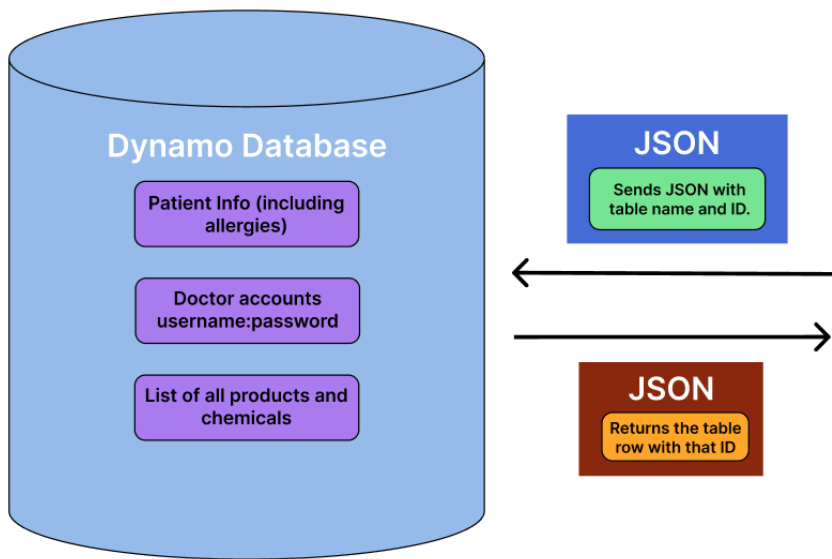 Dynamo Database
Patient Info (including
allergies)
Doctor accounts
username:password
List of all products and
chemicals
JSON
Sends JSON with
table name and ID.
JSON
Returns the table
row with that ID